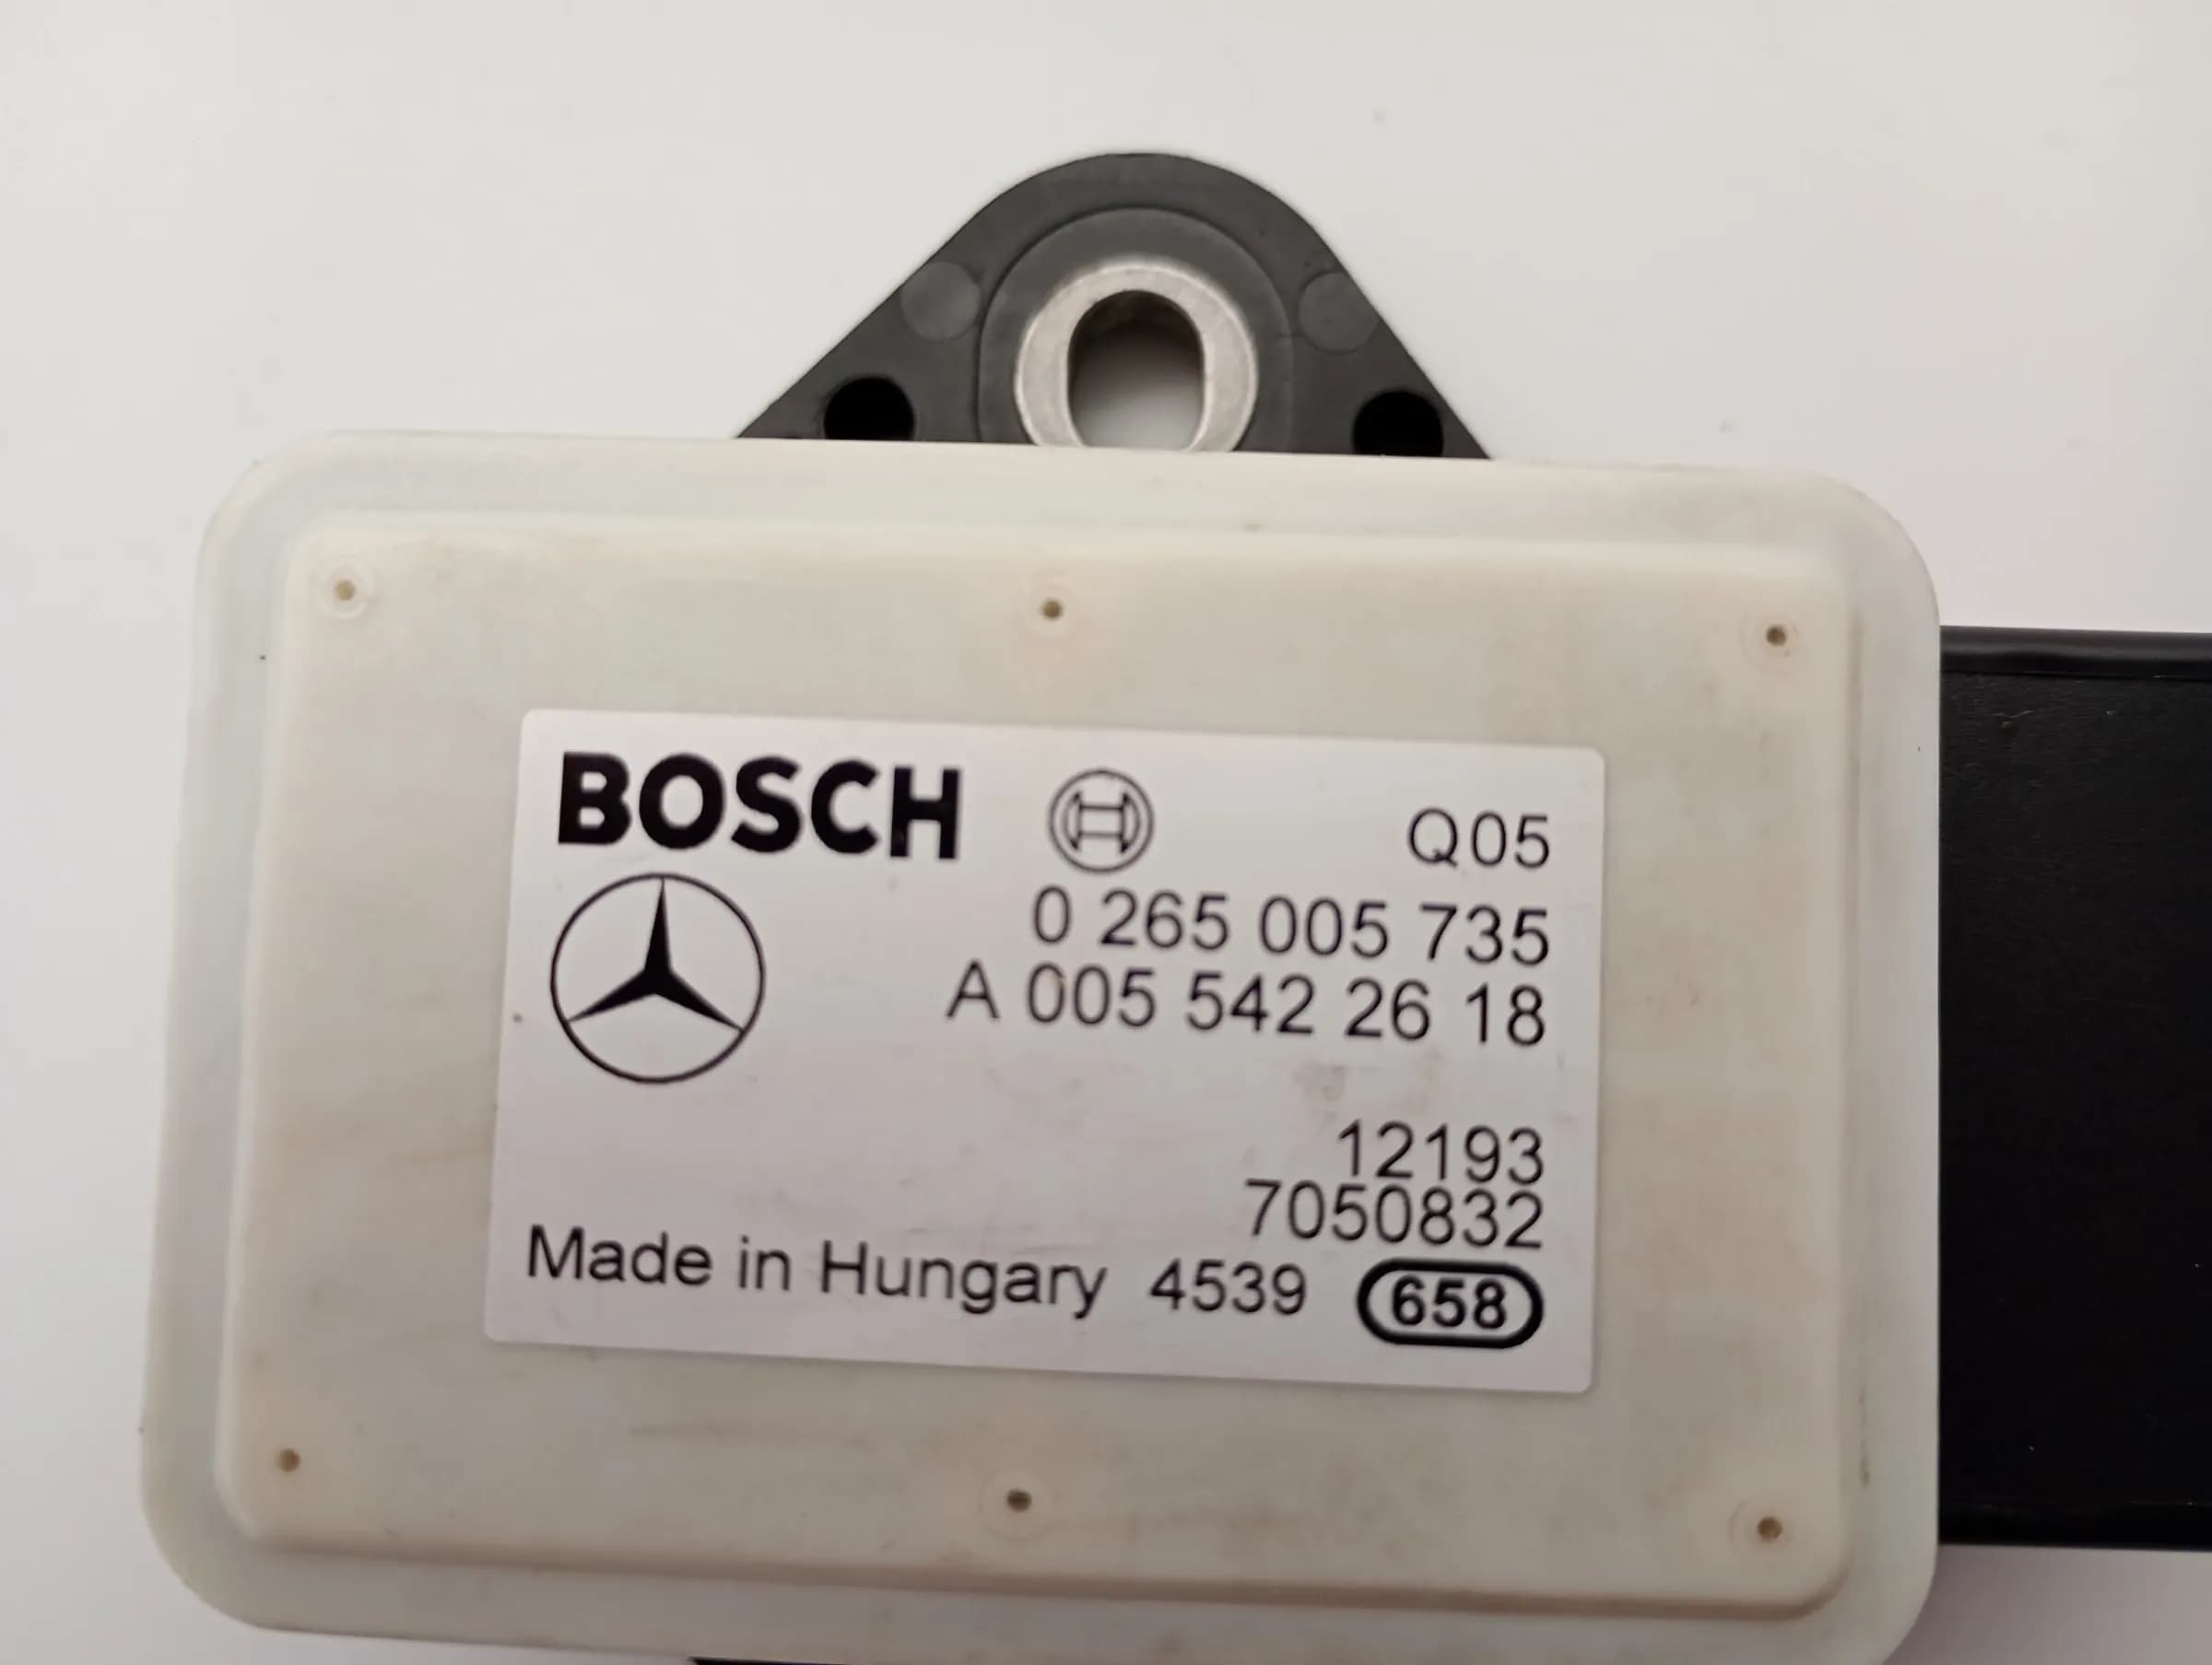 BOSCH Q05
0 265 005 735
A 005 542 26 18
12193
7050832
Made in Hungary 4539 658